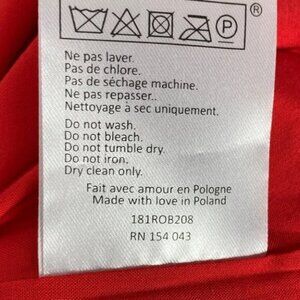 ®
P
Ne pas laver.
Pas de chlore.
Pas de séchage machine.
Ne pas repasser..
Nettoyage à sec uniquement.
Do not wash.
Do not bleach.
Do not tumble dry.
Do not iron.
Dry clean only.
Fait avec amour en Pologne
Made with love in Poland
181ROB208
RN 154 043